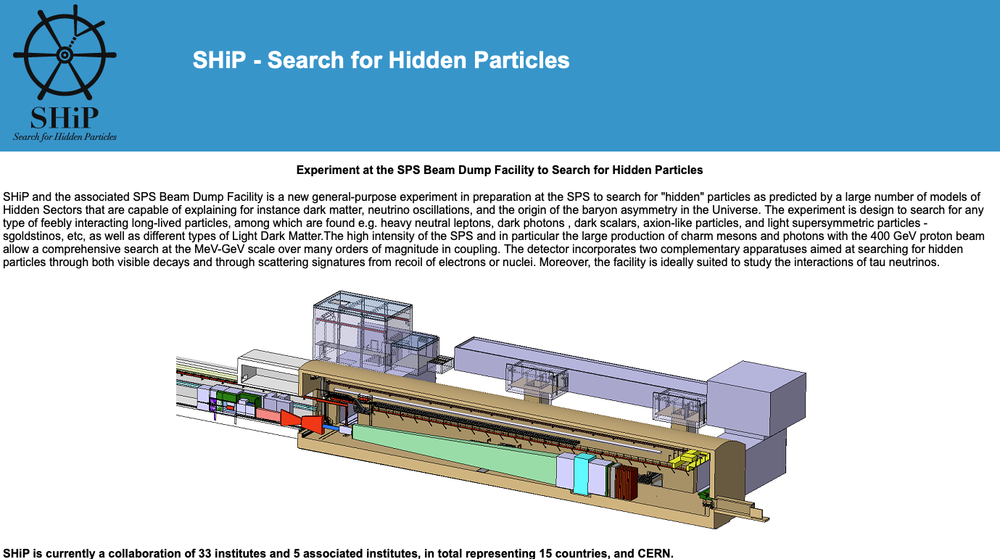 SHiP - Search for Hidden Particles
SHiP
Search for Hidden Particles
Experiment at the SPS Beam Dump Facility to Search for Hidden Particles
SHiP and the associated SPS Beam Dump Facility is a new general-purpose experiment in preparation at the SPS to search for "hidden" particles as predicted by a large number of models of
Hidden Sectors that are capable of explaining for instance dark matter, neutrino oscillations, and the origin of the baryon asymmetry in the Universe. The experiment is design to search for any
type of feebly interacting long-lived particles, among which are found e.g. heavy neutral leptons, dark photons , dark scalars, axion-like particles, and light supersymmetric particles -
sgoldstinos, etc, as well as different types of Light Dark Matter.The high intensity of the SPS and in particular the large production of charm mesons and photons with the 400 GeV proton beam
allow a comprehensive search at the MeV-GeV scale over many orders of magnitude in coupling. The detector incorporates two complementary apparatuses aimed at searching for hidden
particles through both visible decays and through scattering signatures from recoil of electrons or nuclei. Moreover, the facility is ideally suited to study the interactions of tau neutrinos.
SHiP is currently a collaboration of 33 institutes and 5 associated institutes, in total representing 15 countries, and CERN.